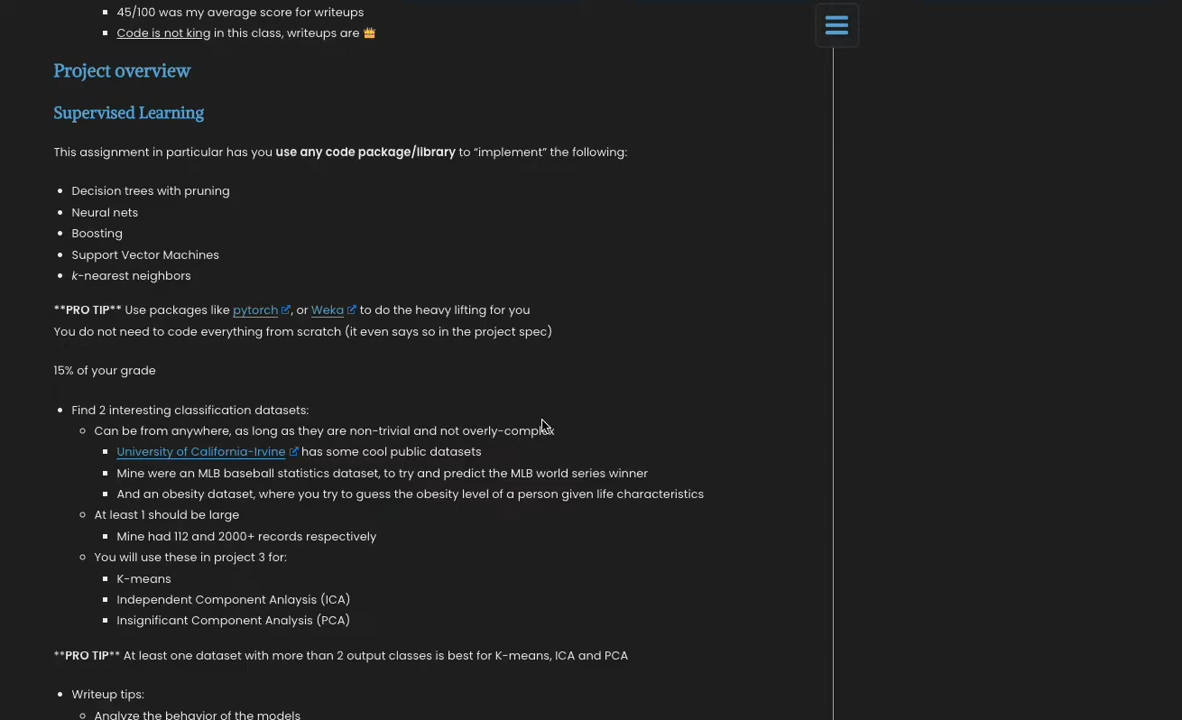 45/100 was my average score for writeups
Code is not king in this class, writeups are 👑
Project overview
Supervised Learning
This assignment in particular has you use any code package/library to “implement” the following:
Decision trees with pruning
Neural nets
Boosting
Support Vector Machines
k-nearest neighbors
**PRO TIP** Use packages like pytorch, or Weka to do the heavy lifting for you
You do not need to code everything from scratch (it even says so in the project spec)
15% of your grade
Find 2 interesting classification datasets:
Can be from anywhere, as long as they are non-trivial and not overly-complex
University of California-Irvine has some cool public datasets
Mine were an MLB baseball statistics dataset, to try and predict the MLB world series winner
And an obesity dataset, where you try to guess the obesity level of a person given life characteristics
At least 1 should be large
Mine had 112 and 2000+ records respectively
You will use these in project 3 for:
K-means
Independent Component Anlaysis (ICA)
Insignificant Component Analysis (PCA)
**PRO TIP** At least one dataset with more than 2 output classes is best for K-means, ICA and PCA
Writeup tips:
Analyze the behavior of the models